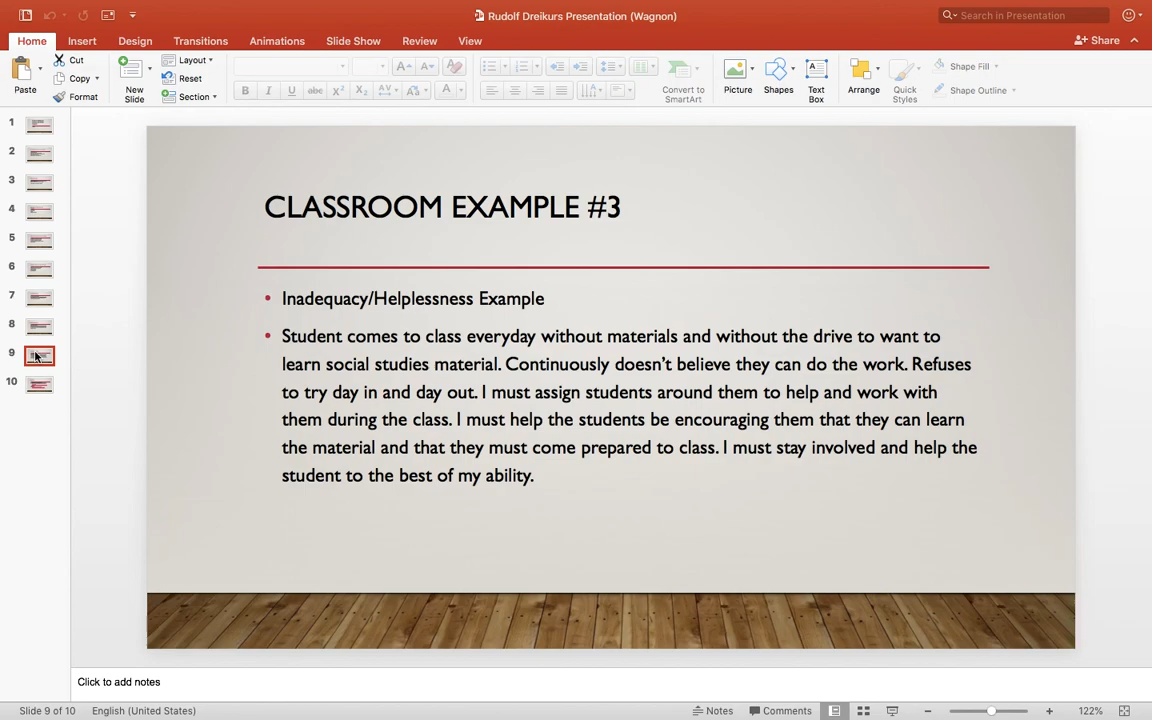 Rudolf Dreikurs Presentation (Wagnon)
Search in Presentation
Home Insert Design Transitions Animations Slide Show Review View
Share
Paste
Cut
Copy
Format
New Slide
Layout
Reset
Section
B I U abc X² X₂ AV Aa A
Convert to SmartArt
Picture
Shapes
Text Box
Arrange
Quick Styles
Shape Fill
Shape Outline
1
2
3
4
5
6
7
8
9
10
CLASSROOM EXAMPLE #3
• Inadequacy/Helplessness Example
• Student comes to class everyday without materials and without the drive to want to
learn social studies material. Continuously doesn't believe they can do the work. Refuses
to try day in and day out. I must assign students around them to help and work with
them during the class. I must help the students be encouraging them that they can learn
the material and that they must come prepared to class. I must stay involved and help the
student to the best of my ability.
Click to add notes
Slide 9 of 10 English (United States) Notes Comments 122%